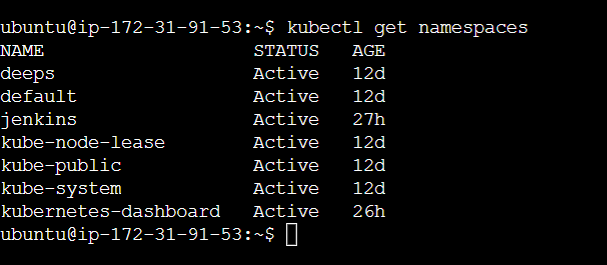 ubuntu@ip-172-31-91-53:~$ kubectl get namespaces
NAME                   STATUS   AGE
deeps                  Active   12d
default                Active   12d
jenkins                Active   27h
kube-node-lease        Active   12d
kube-public            Active   12d
kube-system            Active   12d
kubernetes-dashboard   Active   26h
ubuntu@ip-172-31-91-53:~$